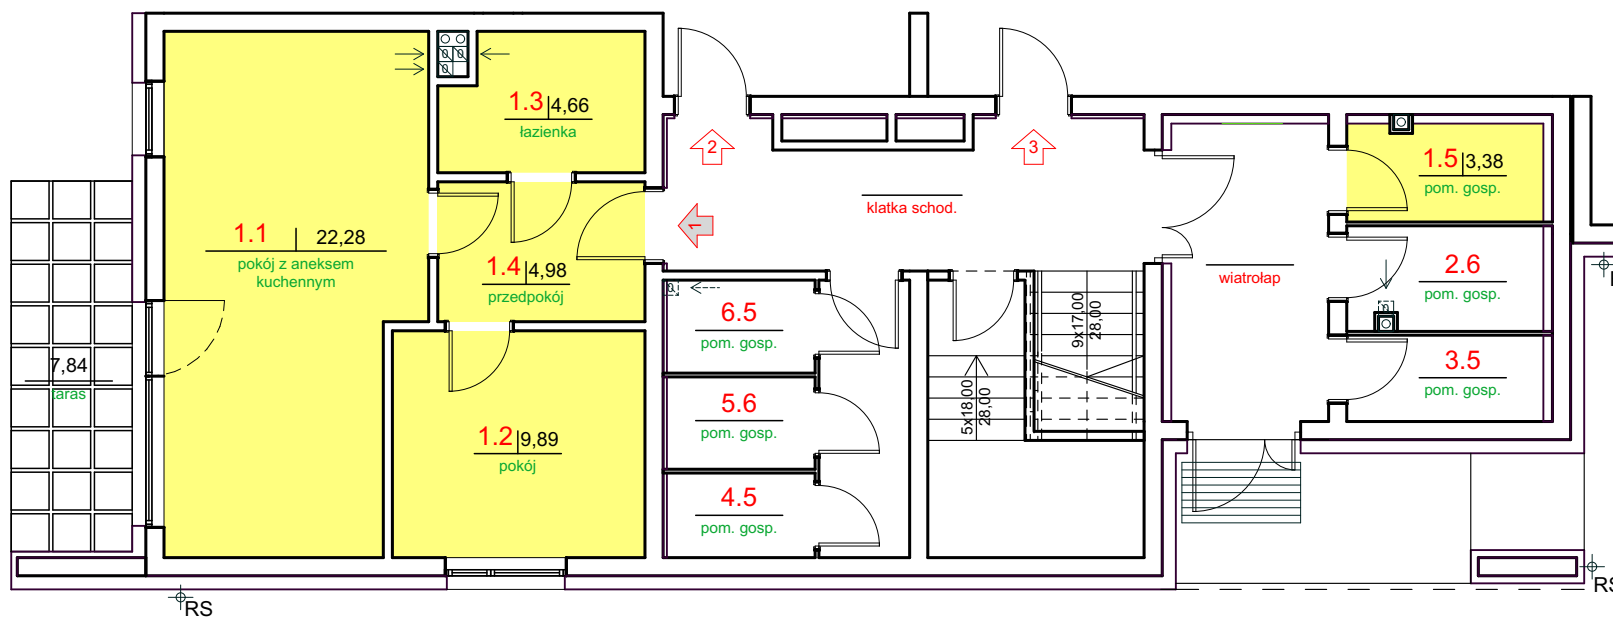 1.3 4,66
łazienka
2
3
1.5 3,38
pom. gosp.
klatka schod.
1
1.1 22,28
pokój z aneksem
kuchennym
1.4 4,98
przedpokój
wiatrołap
2.6
pom. gosp.
6.5
pom. gosp.
9x17,00
28,00
3.5
pom. gosp.
7,84
taras
5.6
pom. gosp.
5x18,00
28,00
1.2 9,89
pokój
4.5
pom. gosp.
RS
RS